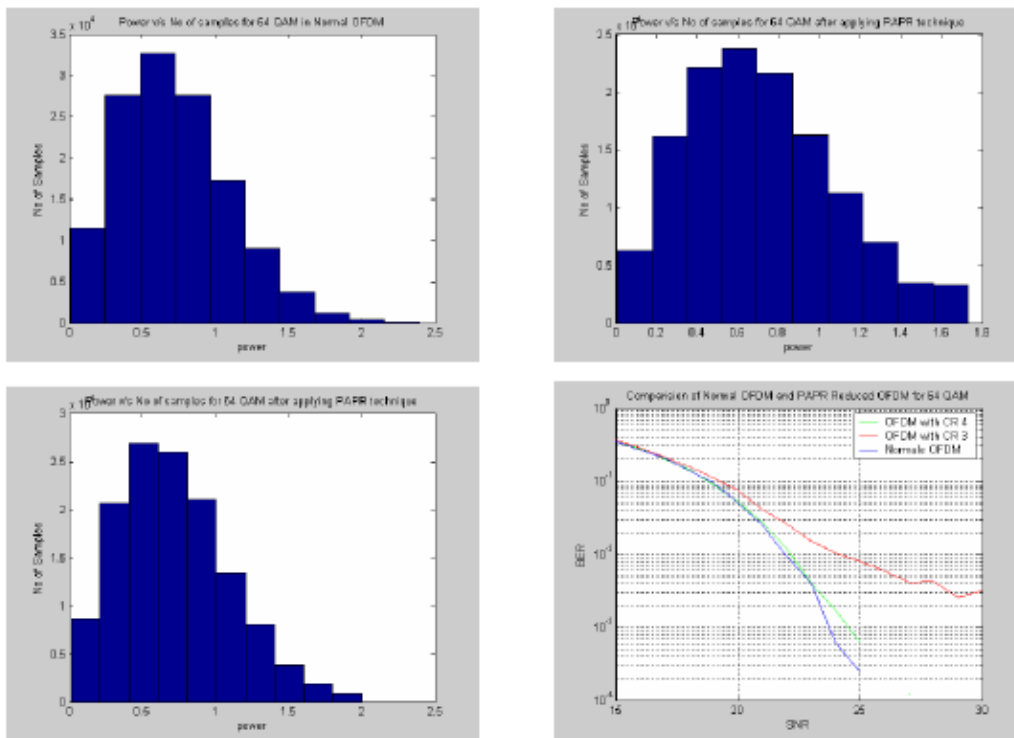 Power v/s No of samples for 64 QAM in Normal OFDM
x 10⁴
3.5
3
2.5
2
1.5
1
0.5
0
No of Samples
0 0.5 1 1.5 2 2.5
power
Power v/s No of samples for 64 QAM after applying PAPR technique
2.5
2
1.5
1
0.5
0
No of Samples
0 0.2 0.4 0.6 0.8 1 1.2 1.4 1.6 1.8
power
Power v/s No of samples for 64 QAM after applying PAPR technique
3
2.5
2
1.5
1
0.5
0
No of Samples
0 0.5 1 1.5 2 2.5
power
Comparision of Normal OFDM and PAPR Reduced OFDM for 64 QAM
OFDM with CR 4
OFDM with CR 3
Normale OFDM
10⁰
10⁻¹
10⁻²
10⁻³
10⁻⁴
BER
15 20 25 30
SNR